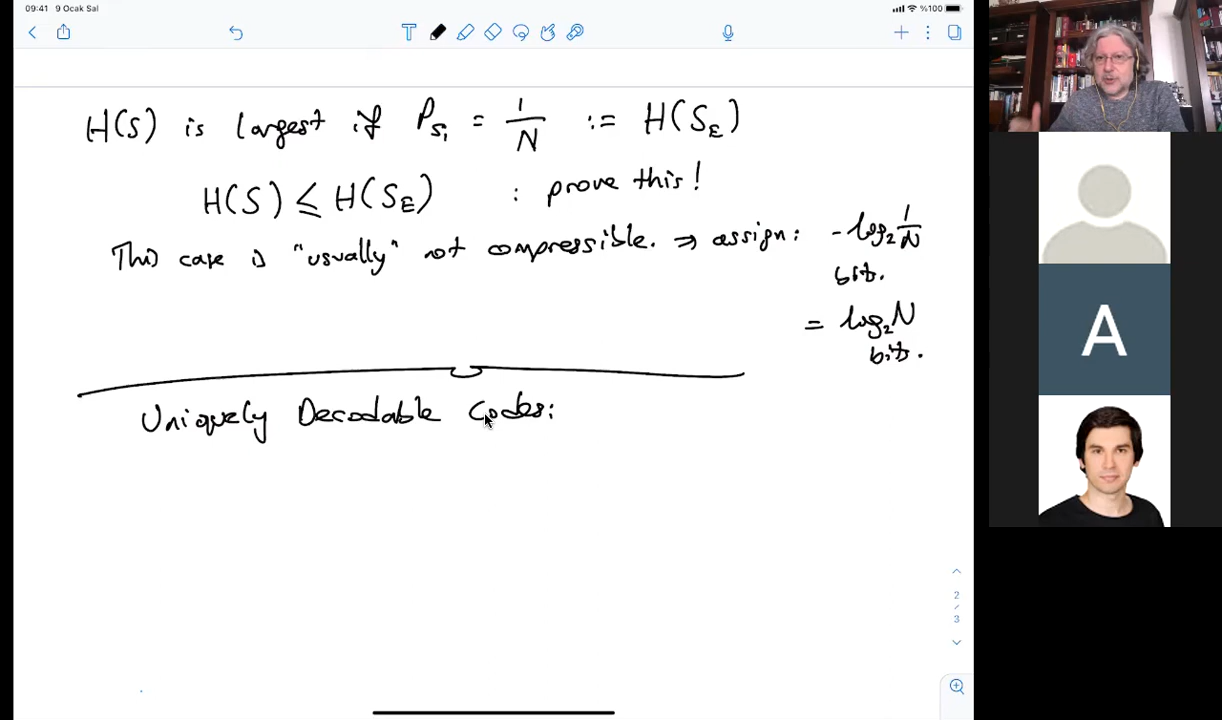 09:41 9 Ocak Sal %100
H(S) is largest if P_{S_i} = 1/N := H(S_E)
H(S) ≤ H(S_E) : prove this!
This case is "usually" not compressible. ⇒ assign: -log₂ 1/N
bits.
= log₂N
bits.
Uniquely Decodable Codes:
A
2
/
3